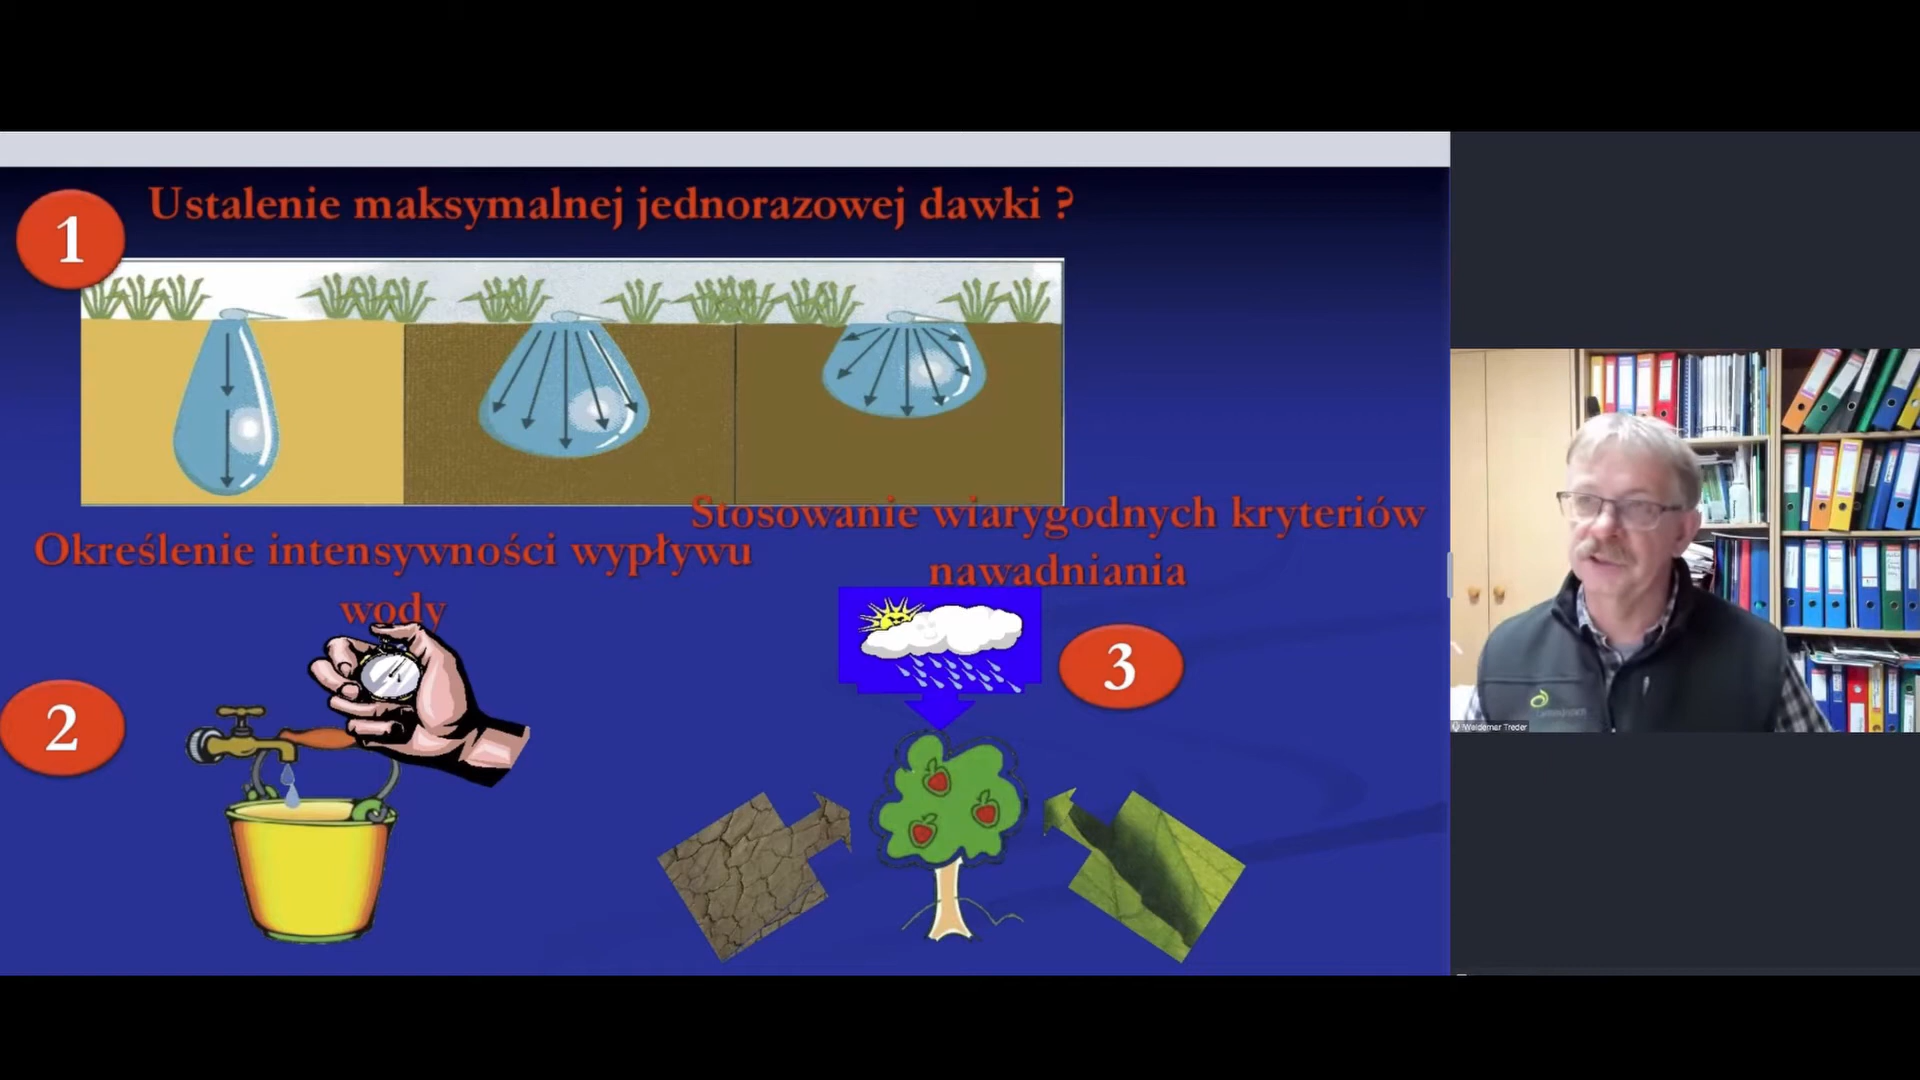 1
Ustalenie maksymalnej jednorazowej dawki ?
Określenie intensywności wypływu
wody
2
Stosowanie wiarygodnych kryteriów
nawadniania
3
Waldemar Treder